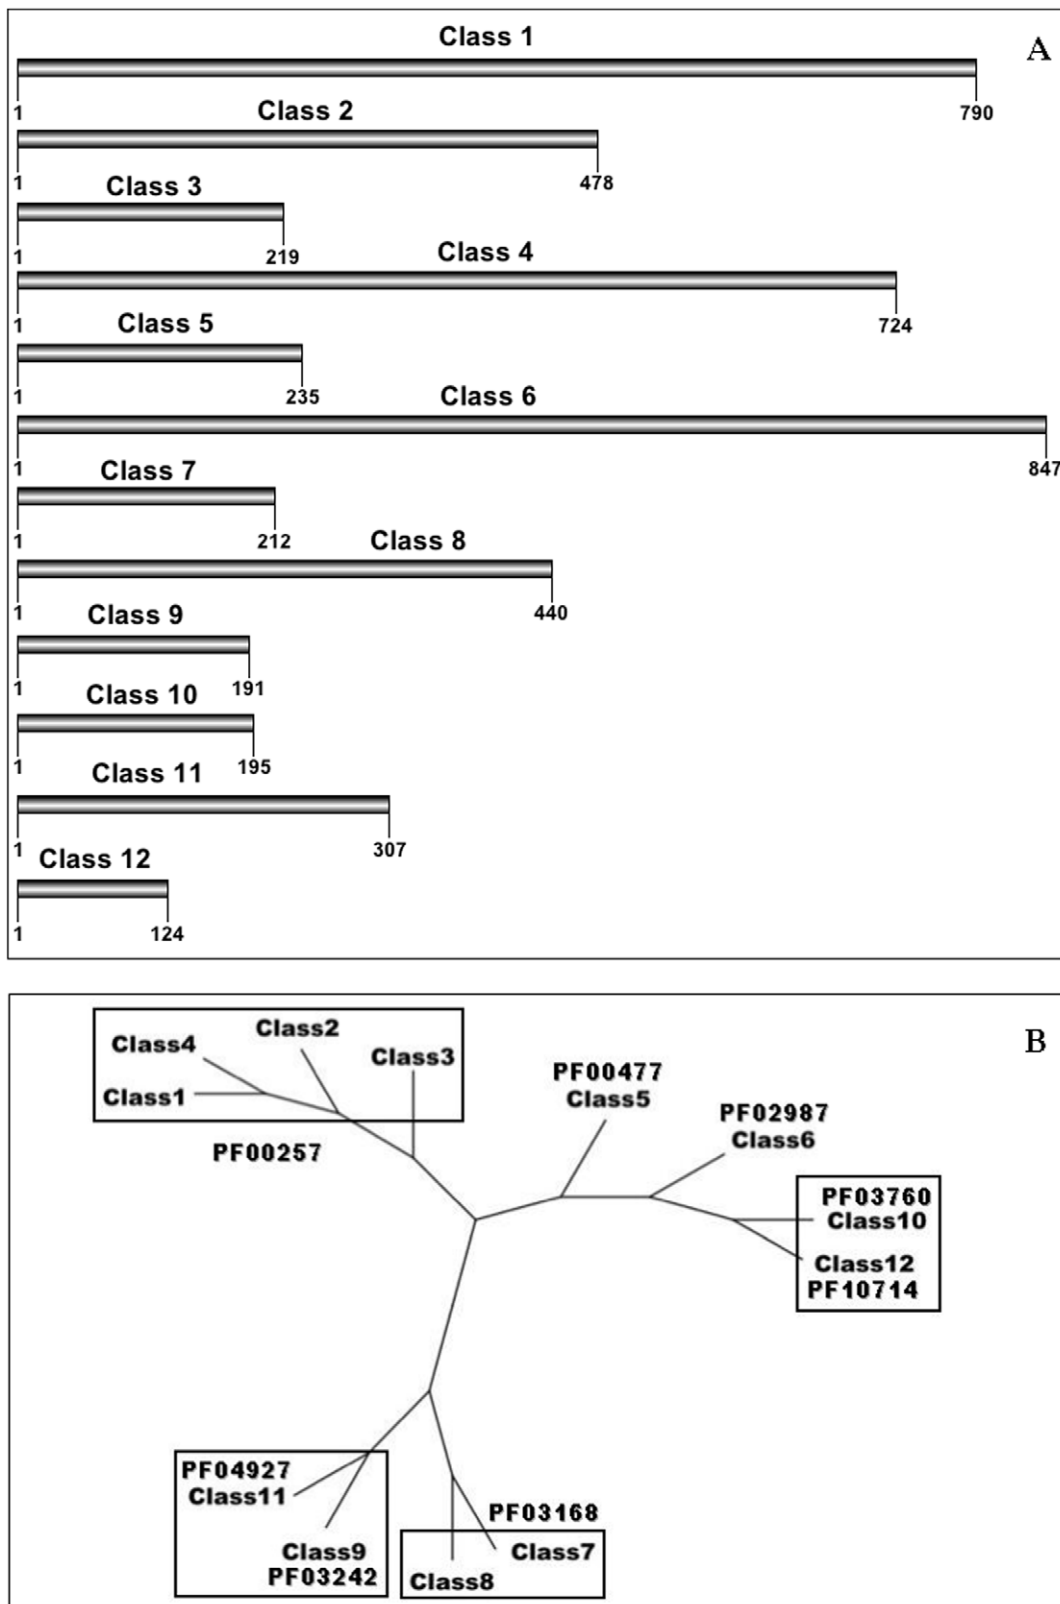 Class 1
A
1 790
Class 2
1 478
Class 3
1 219
Class 4
1 724
Class 5
1 235
Class 6
1 847
Class 7
1 212
Class 8
1 440
Class 9
1 191
Class 10
1 195
Class 11
1 307
Class 12
1 124
B
Class4
Class2
Class3
Class1
PF00257
PF00477
Class5
PF02987
Class6
PF03760
Class10
Class12
PF10714
PF04927
Class11
Class9
PF03242
PF03168
Class7
Class8